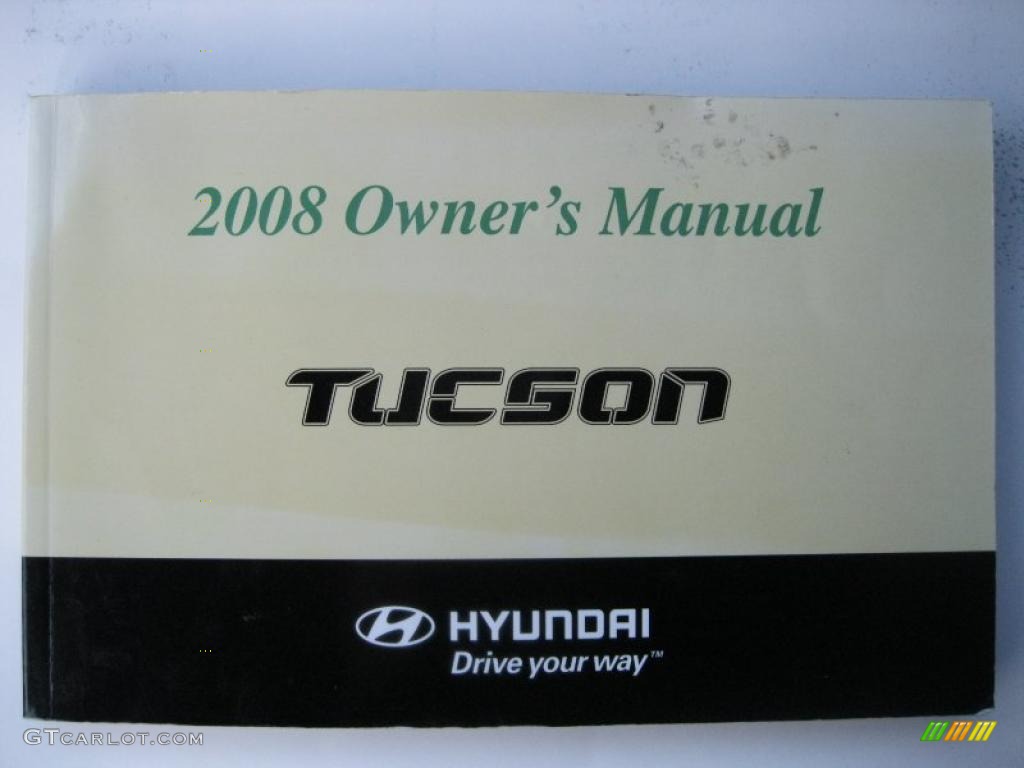 2008 Owner's Manual
TUCSON
HYUNDAI
Drive your way™
GTCARLOT.COM